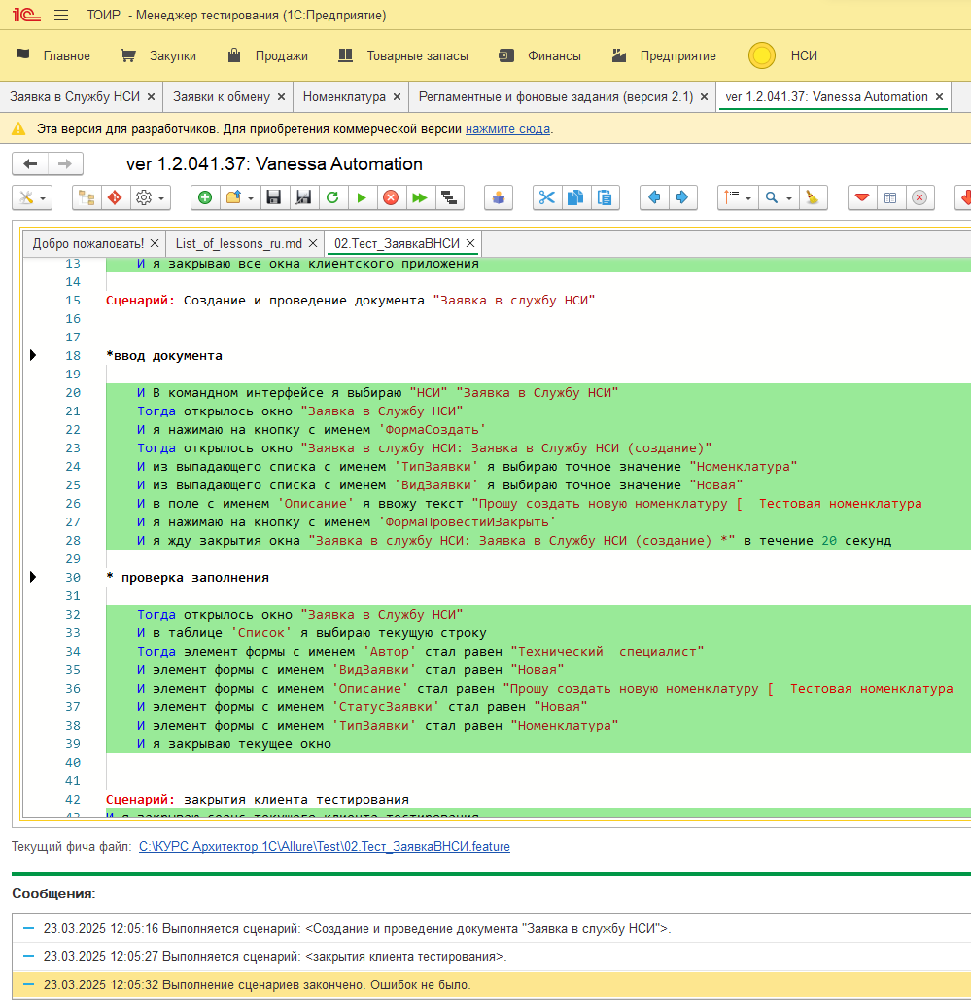 1С ТОИР - Менеджер тестирования (1С:Предприятие)
Главное Закупки Продажи Товарные запасы Финансы Предприятие НСИ
Заявка в Службу НСИ × Заявки к обмену × Номенклатура × Регламентные и фоновые задания (версия 2.1) × ver 1.2.041.37: Vanessa Automation ×
Эта версия для разработчиков. Для приобретения коммерческой версии нажмите сюда.
ver 1.2.041.37: Vanessa Automation
Добро пожаловать! × List_of_lessons_ru.md × 02.Тест_ЗаявкаВНСИ ×
13 И я закрываю все окна клиентского приложения
14
15 Сценарий: Создание и проведение документа "Заявка в службу НСИ"
16
17
18 *ввод документа
19
20 И В командном интерфейсе я выбираю "НСИ" "Заявка в Службу НСИ"
21 Тогда открылось окно "Заявка в Службу НСИ"
22 И я нажимаю на кнопку с именем 'ФормаСоздать'
23 Тогда открылось окно "Заявка в службу НСИ: Заявка в Службу НСИ (создание)"
24 И из выпадающего списка с именем 'ТипЗаявки' я выбираю точное значение "Номенклатура"
25 И из выпадающего списка с именем 'ВидЗаявки' я выбираю точное значение "Новая"
26 И в поле с именем 'Описание' я ввожу текст "Прошу создать новую номенклатуру [  Тестовая номенклатура
27 И я нажимаю на кнопку с именем 'ФормаПровестиИЗакрыть'
28 И я жду закрытия окна "Заявка в службу НСИ: Заявка в Службу НСИ (создание) *" в течение 20 секунд
29
30 * проверка заполнения
31
32 Тогда открылось окно "Заявка в Службу НСИ"
33 И в таблице 'Список' я выбираю текущую строку
34 Тогда элемент формы с именем 'Автор' стал равен "Технический  специалист"
35 И элемент формы с именем 'ВидЗаявки' стал равен "Новая"
36 И элемент формы с именем 'Описание' стал равен "Прошу создать новую номенклатуру [  Тестовая номенклатура
37 И элемент формы с именем 'СтатусЗаявки' стал равен "Новая"
38 И элемент формы с именем 'ТипЗаявки' стал равен "Номенклатура"
39 И я закрываю текущее окно
40
41
42 Сценарий: закрытия клиента тестирования
43 И я закрываю сеанс текущего клиента тестирования
Текущий фича файл: C:\КУРС Архитектор 1С\Allure\Test\02.Тест_ЗаявкаВНСИ.feature
Сообщения:
23.03.2025 12:05:16 Выполняется сценарий: <Создание и проведение документа "Заявка в службу НСИ">.
23.03.2025 12:05:27 Выполняется сценарий: <закрытия клиента тестирования>.
23.03.2025 12:05:32 Выполнение сценариев закончено. Ошибок не было.